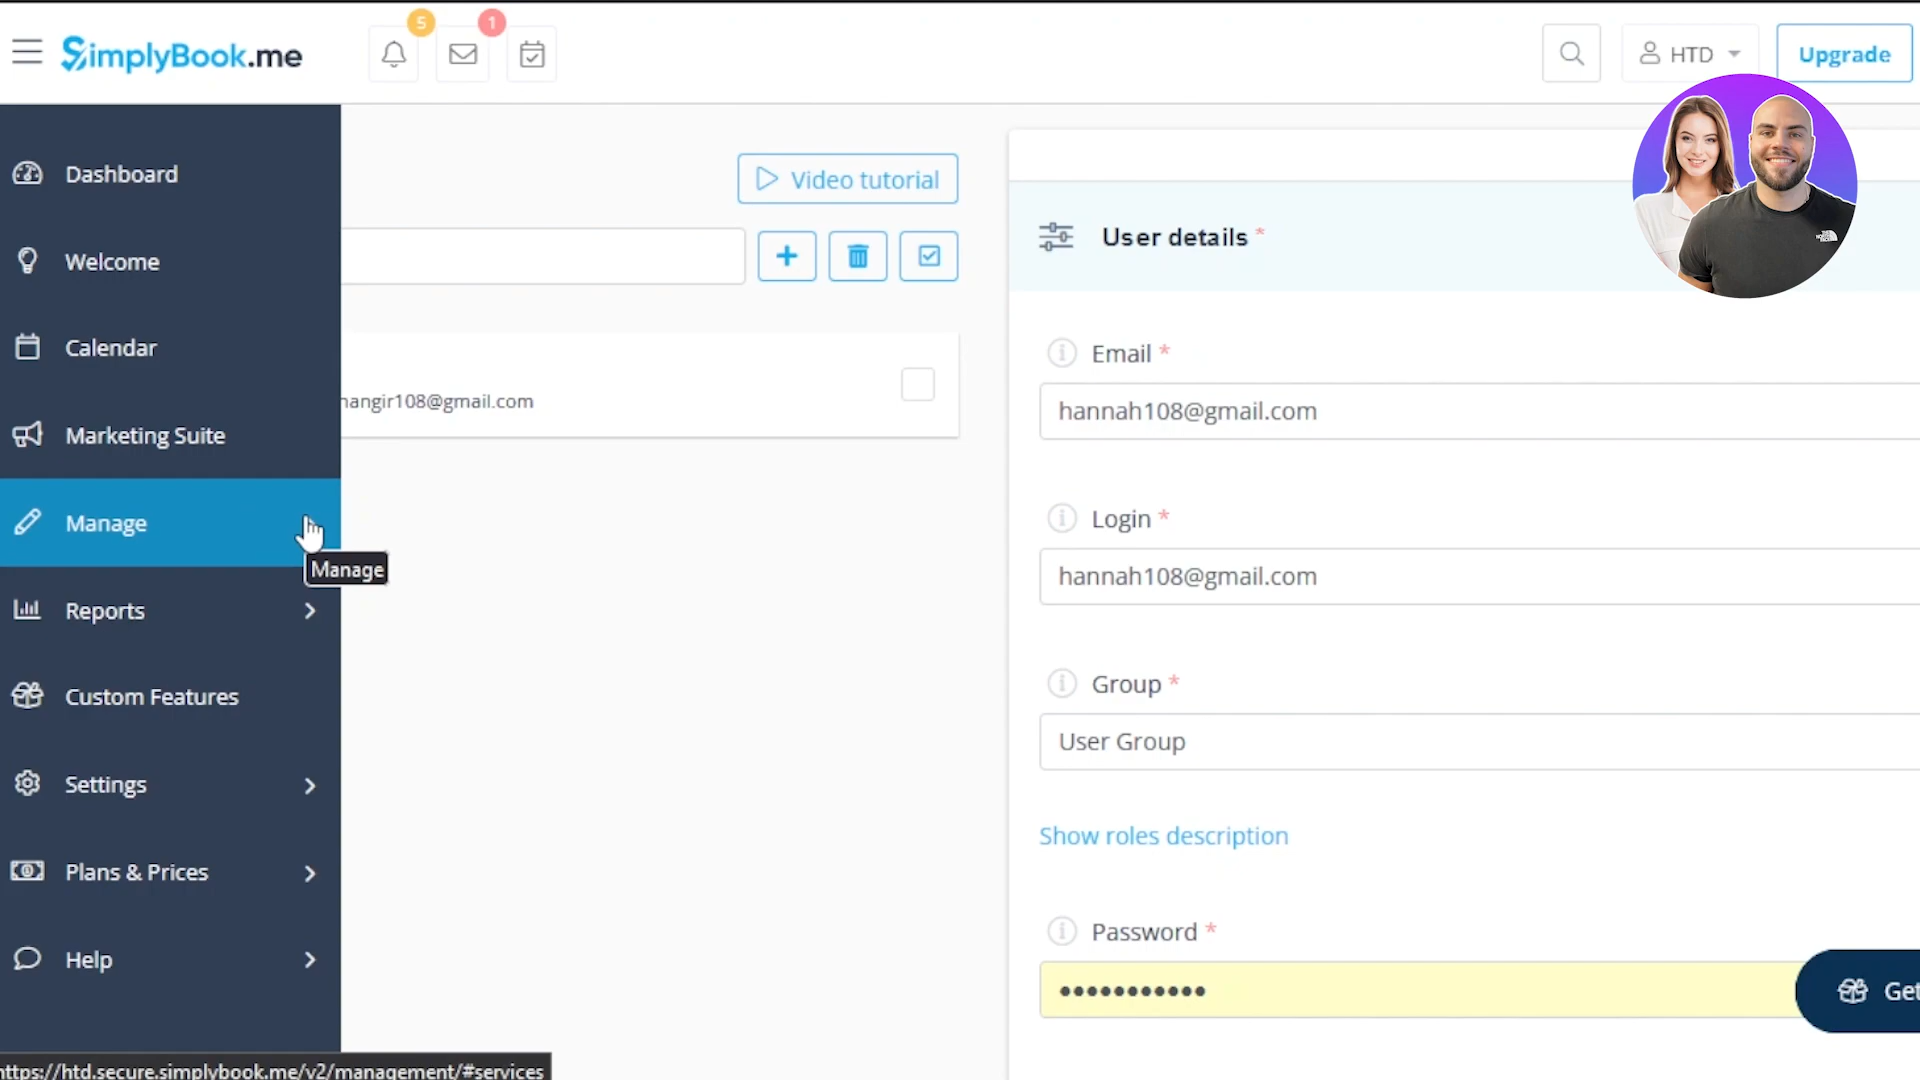 SimplyBook.me
5
1
HTD
Upgrade
Dashboard
Welcome
Calendar
Marketing Suite
Manage
Manage
Reports
Custom Features
Settings
Plans & Prices
Help
https://htd.secure.simplybook.me/v2/management/#services
Video tutorial
hangir108@gmail.com
User details *
Email *
hannah108@gmail.com
Login *
hannah108@gmail.com
Group *
User Group
Show roles description
Password *
•••••••••••
Get